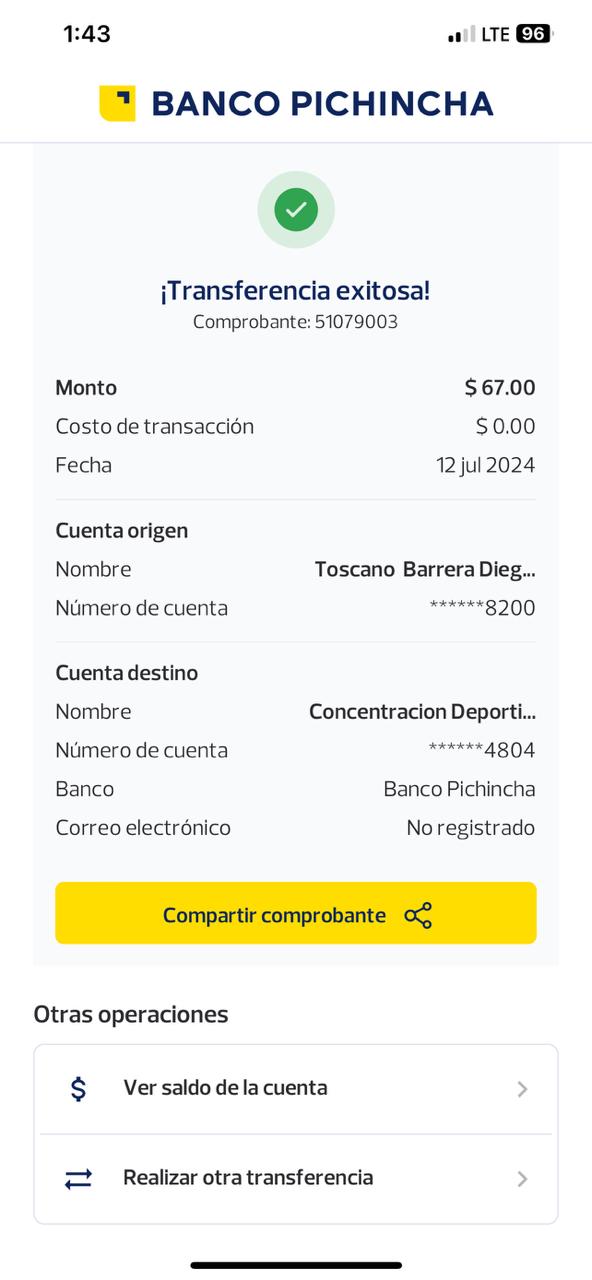 1:43 LTE 96
BANCO PICHINCHA
¡Transferencia exitosa!
Comprobante: 51079003
Monto $ 67.00
Costo de transacción $ 0.00
Fecha 12 jul 2024
Cuenta origen
Nombre Toscano Barrera Dieg...
Número de cuenta ******8200
Cuenta destino
Nombre Concentracion Deporti...
Número de cuenta ******4804
Banco Banco Pichincha
Correo electrónico No registrado
Compartir comprobante
Otras operaciones
$ Ver saldo de la cuenta
Realizar otra transferencia